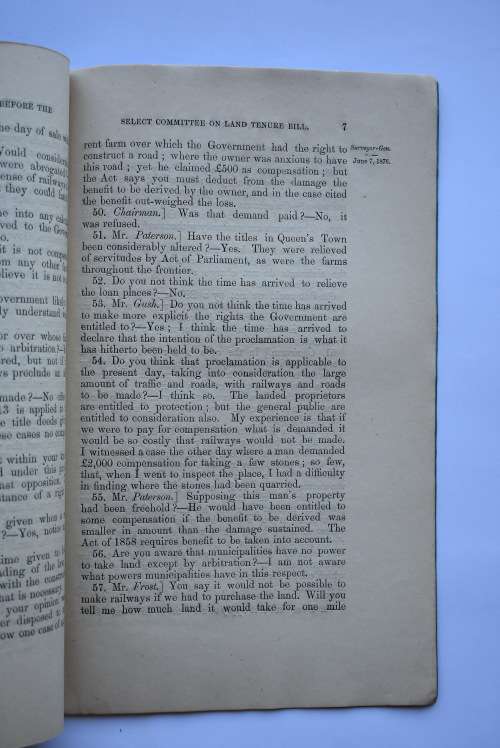 BEFORE THE
SELECT COMMITTEE ON LAND TENURE BILL.
7
rent farm over which the Government had the right to
construct a road; where the owner was anxious to have
this road; yet he claimed £500 as compensation; but
the Act says you must deduct from the damage the
benefit to be derived by the owner, and in the case cited
the benefit out-weighed the loss.
Surveyor-Gen.
June 7, 1876.
50. Chairman.] Was that demand paid?—No, it
was refused.
51. Mr. Paterson.] Have the titles in Queen's Town
been considerably altered?—Yes. They were relieved
of servitudes by Act of Parliament, as were the farms
throughout the frontier.
52. Do you not think the time has arrived to relieve
the loan places?—No.
53. Mr. Gush.] Do you not think the time has arrived
to make more explicit the rights the Government are
entitled to?—Yes; I think the time has arrived to
declare that the intention of the proclamation is what it
has hitherto been held to be.
54. Do you think that proclamation is applicable to
the present day, taking into consideration the large
amount of traffic and roads, with railways and roads
to be made?—I think so. The landed proprietors
are entitled to protection; but the general public are
entitled to consideration also. My experience is that if
we were to pay for compensation what is demanded it
would be so costly that railways would not be made.
I witnessed a case the other day where a man demanded
£2,000 compensation for taking a few stones; so few,
that, when I went to inspect the place, I had a difficulty
in finding where the stones had been quarried.
55. Mr. Paterson.] Supposing this man's property
had been freehold?—He would have been entitled to
some compensation if the benefit to be derived was
smaller in amount than the damage sustained. The
Act of 1858 requires benefit to be taken into account.
56. Are you aware that municipalities have no power
to take land except by arbitration?—I am not aware
what powers municipalities have in this respect.
57. Mr. Frost.] You say it would not be possible to
make railways if we had to purchase the land. Will you
tell me how much land it would take for one mile